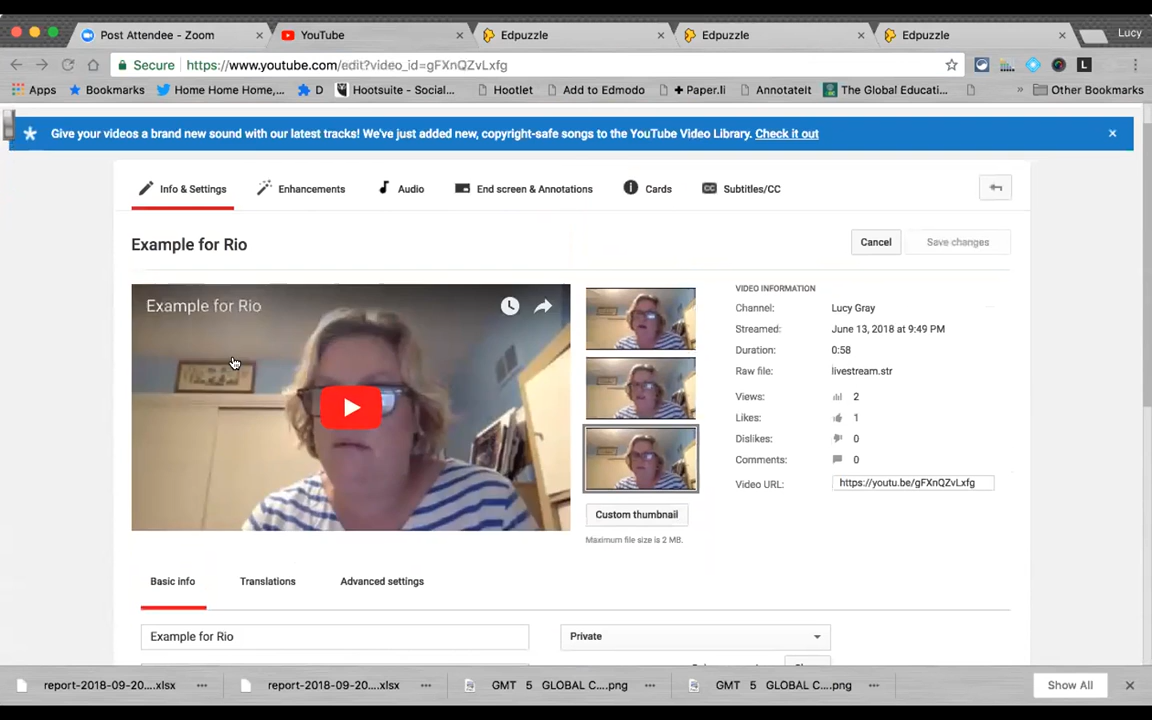 Post Attendee - Zoom
YouTube
Edpuzzle
Edpuzzle
Edpuzzle
Lucy
Secure
https://www.youtube.com/edit?video_id=gFXnQZvLxfg
L
Apps
Bookmarks
Home Home Home,...
D
Hootsuite - Social...
Hootlet
Add to Edmodo
+ Paper.li
AnnotateIt
The Global Educati...
»
Other Bookmarks
Give your videos a brand new sound with our latest tracks! We've just added new, copyright-safe songs to the YouTube Video Library. Check it out
Info & Settings
Enhancements
Audio
End screen & Annotations
Cards
CC Subtitles/CC
Example for Rio
Cancel
Save changes
Example for Rio
VIDEO INFORMATION
Channel: Lucy Gray
Streamed: June 13, 2018 at 9:49 PM
Duration: 0:58
Raw file: livestream.str
Views: 2
Likes: 1
Dislikes: 0
Comments: 0
Video URL: https://youtu.be/gFXnQZvLxfg
Custom thumbnail
Maximum file size is 2 MB.
Basic info
Translations
Advanced settings
Example for Rio
Private
report-2018-09-20....xlsx
report-2018-09-20....xlsx
GMT 5 GLOBAL C....png
GMT 5 GLOBAL C....png
Show All